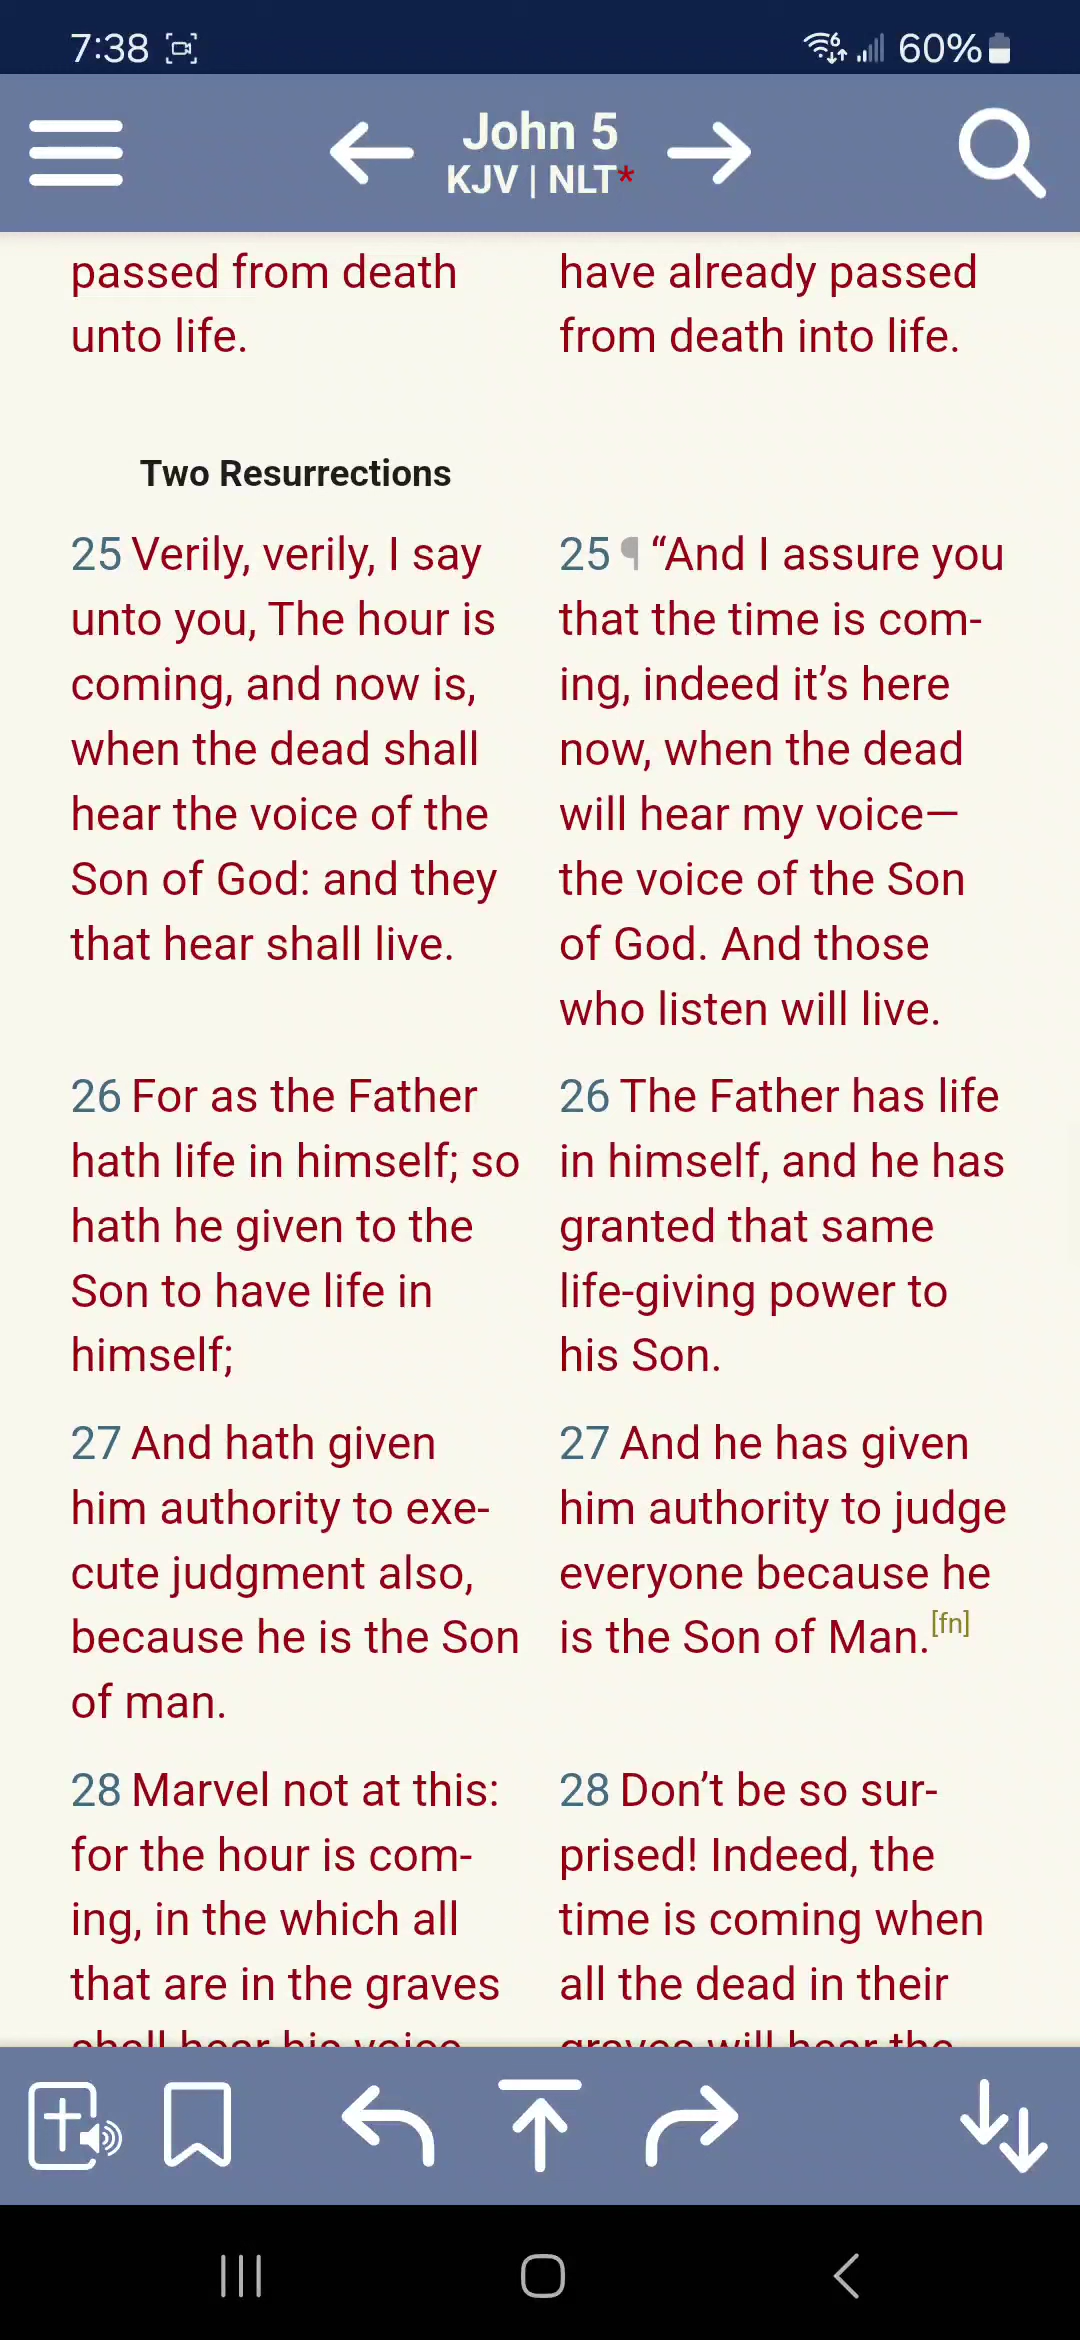 7:38
6 60%
John 5
KJV | NLT*
passed from death
unto life.
Two Resurrections
25 Verily, verily, I say
unto you, The hour is
coming, and now is,
when the dead shall
hear the voice of the
Son of God: and they
that hear shall live.
26 For as the Father
hath life in himself; so
hath he given to the
Son to have life in
himself;
27 And hath given
him authority to exe-
cute judgment also,
because he is the Son
of man.
28 Marvel not at this:
for the hour is com-
ing, in the which all
that are in the graves
shall hear his voice
have already passed
from death into life.
25 ¶ “And I assure you
that the time is com-
ing, indeed it’s here
now, when the dead
will hear my voice—
the voice of the Son
of God. And those
who listen will live.
26 The Father has life
in himself, and he has
granted that same
life-giving power to
his Son.
27 And he has given
him authority to judge
everyone because he
is the Son of Man.[fn]
28 Don’t be so sur-
prised! Indeed, the
time is coming when
all the dead in their
graves will hear the